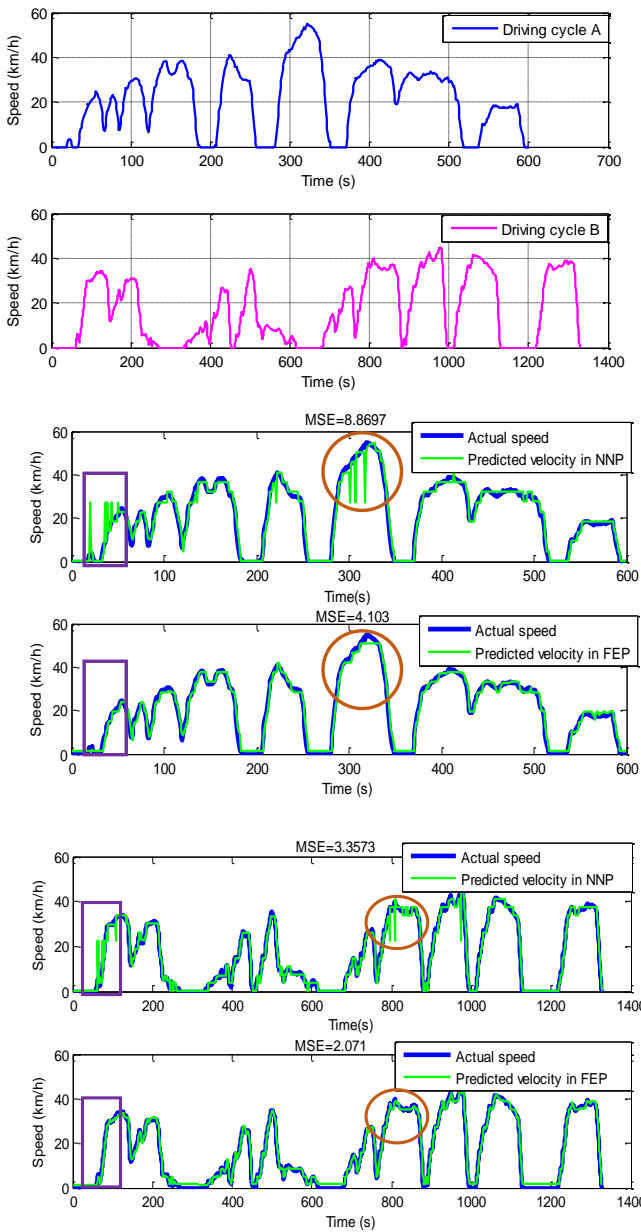 60
40
20
0
Speed (km/h)
Driving cycle A
0 100 200 300 400 500 600 700
Time (s)
60
40
20
0
Speed (km/h)
Driving cycle B
0 200 400 600 800 1000 1200 1400
Time (s)
MSE=8.8697
60
40
20
0
Speed (km/h)
Actual speed
Predicted velocity in NNP
0 100 200 300 400 500 600
Time(s)
MSE=4.103
60
40
20
0
Speed (km/h)
Actual speed
Predicted velocity in FEP
0 100 200 300 400 500 600
Time (s)
MSE=3.3573
60
40
20
0
Speed (km/h)
Actual speed
Predicted velocity in NNP
0 200 400 600 800 1000 1200 1400
Time(s)
MSE=2.071
60
40
20
0
Speed (km/h)
Actual speed
Predicted velocity in FEP
0 200 400 600 800 1000 1200 1400
Time (s)